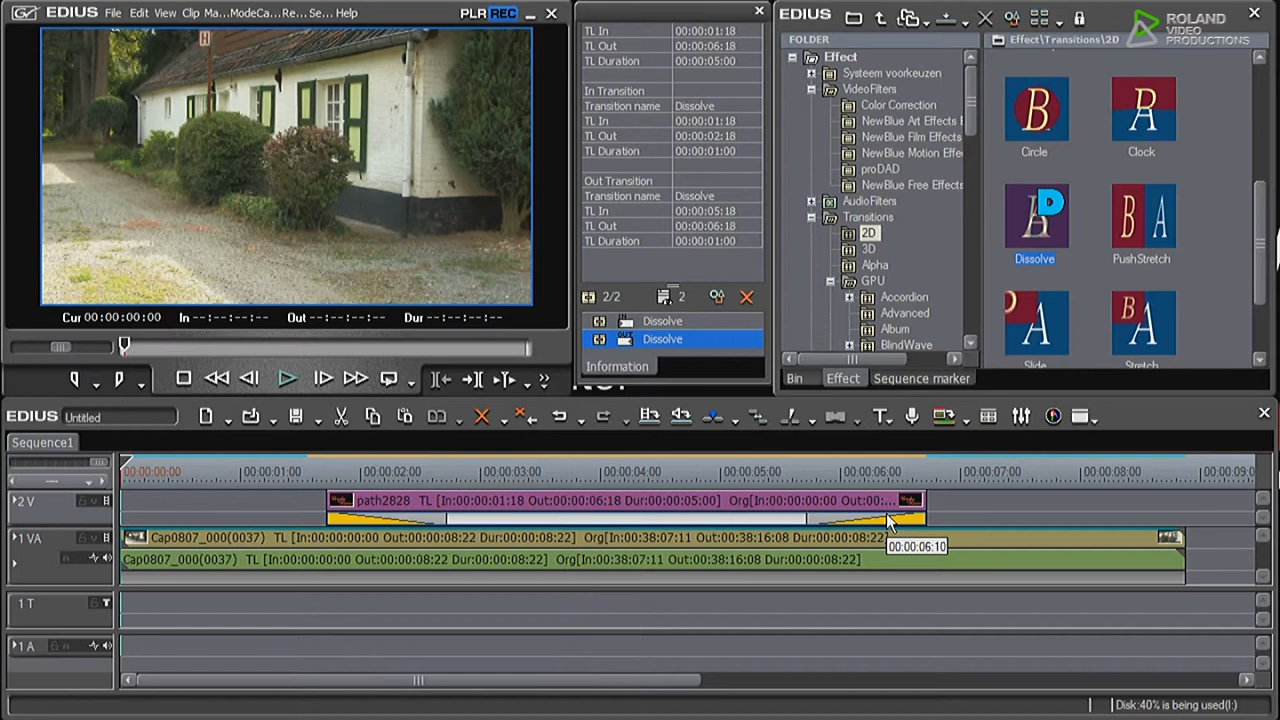 EDIUS File Edit View Clip Ma...ModeCa...Re... Se... Help PLR REC
H
Cur 00:00:00:00 In --:--:--:-- Out --:--:--:-- Dur --:--:--:--
TL In 00:00:01:18
TL Out 00:00:06:18
TL Duration 00:00:05:00
In Transition
Transition name Dissolve
TL In 00:00:01:18
TL Out 00:00:02:18
TL Duration 00:00:01:00
Out Transition
Transition name Dissolve
TL In 00:00:05:18
TL Out 00:00:06:18
TL Duration 00:00:01:00
2/2 2
IN Dissolve
OUT Dissolve
Information
EDIUS
ROLAND
VIDEO
PRODUCTIONS
FOLDER
Effect\Transitions\2D
Effect
Systeem voorkeuzen
VideoFilters
Color Correction
NewBlue Art Effects
NewBlue Film Effects
NewBlue Motion Effe
proDAD
NewBlue Free Effects
AudioFilters
Transitions
2D
3D
Alpha
GPU
Accordion
Advanced
Album
BlindWave
Circle
Clock
Dissolve
PushStretch
Slide
Stretch
Bin Effect Sequence marker
EDIUS Untitled
Sequence1
00:00:00:00 00:00:01:00 00:00:02:00 00:00:03:00 00:00:04:00 00:00:05:00 00:00:06:00 00:00:07:00 00:00:08:00 00:00:09:0
2 V
path2828 TL [In:00:00:01:18 Out:00:00:06:18 Dur:00:00:05:00] Org[In:00:00:00:00 Out:00:...
1 VA
Cap0807_000(0037) TL [In:00:00:00:00 Out:00:00:08:22 Dur:00:00:08:22] Org[In:00:38:07:11 Out:00:38:16:08 Dur:00:00:08:22]
00:00:06:10
Cap0807_000(0037) TL [In:00:00:00:00 Out:00:00:08:22 Dur:00:00:08:22] Org[In:00:38:07:11 Out:00:38:16:08 Dur:00:00:08:22]
1 T
1 A
Disk:40% is being used(I:)